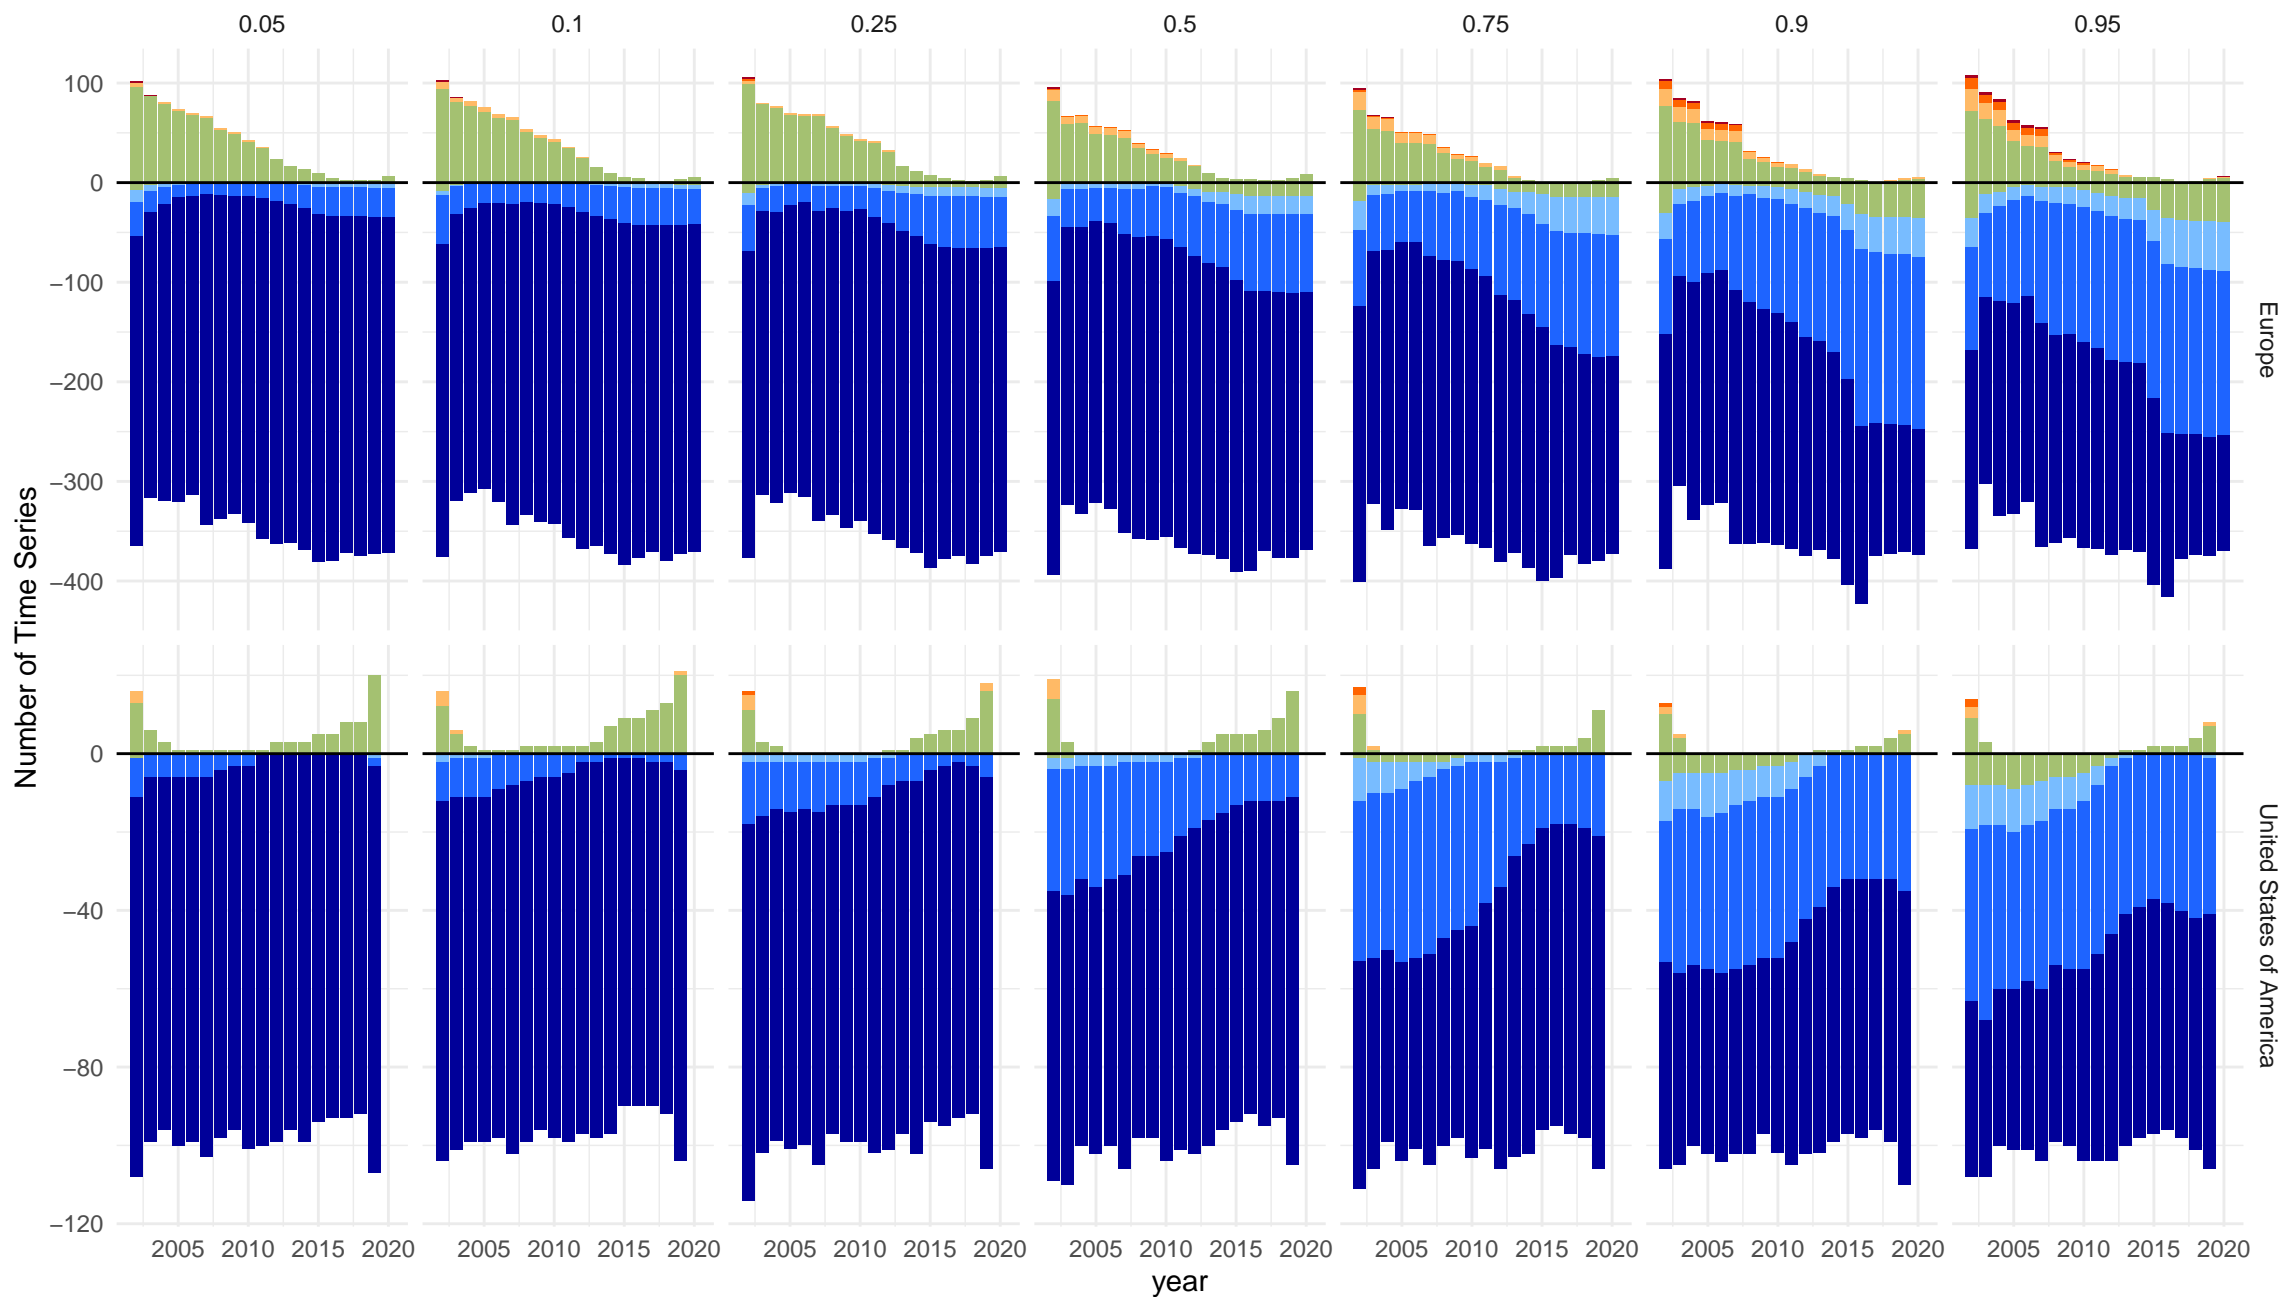 0.05 0.1 0.25 0.5 0.75 0.9 0.95
100
0
−100
−200
−300
−400
Europe
Number of Time Series
0
−40
−80
−120
United States of America
2005 2010 2015 2020 2005 2010 2015 2020 2005 2010 2015 2020 2005 2010 2015 2020 2005 2010 2015 2020 2005 2010 2015 2020 2005 2010 2015 2020
year